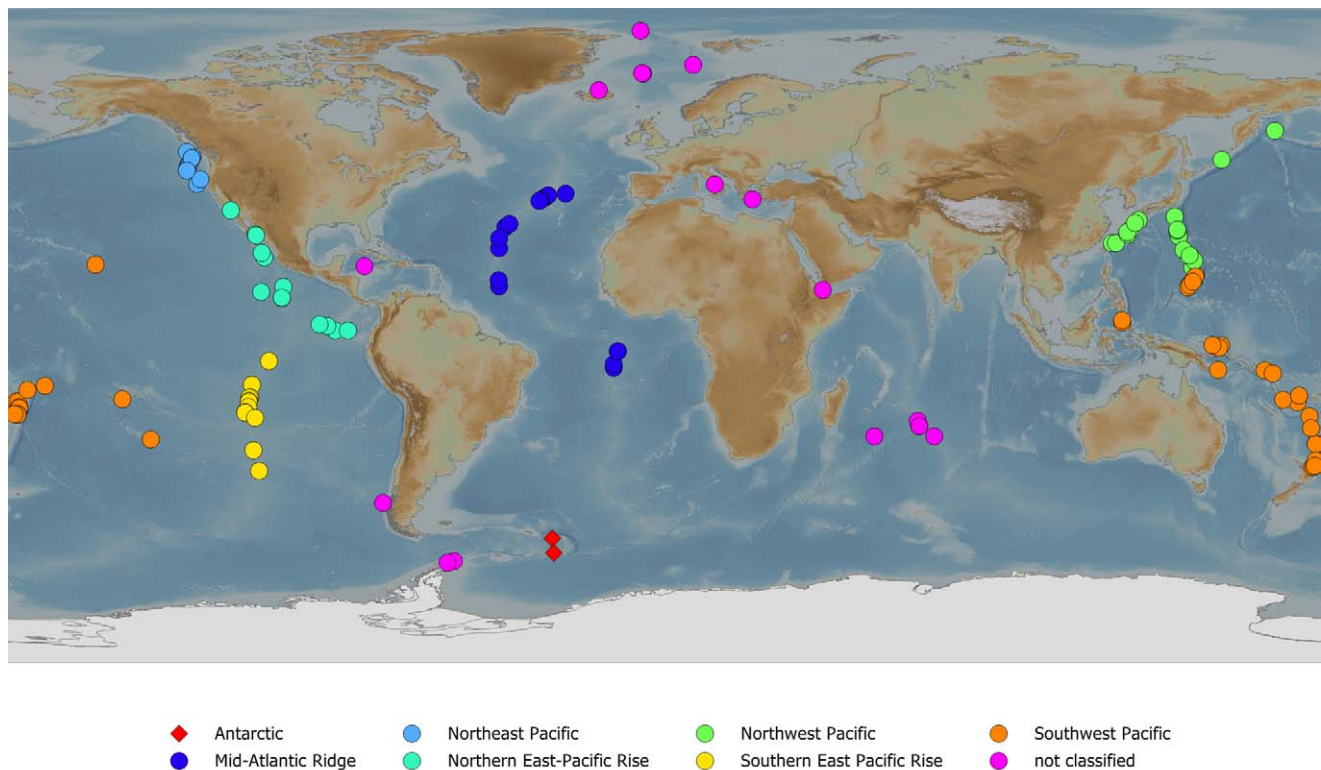 Antarctic Northeast Pacific Northwest Pacific Southwest Pacific
Mid-Atlantic Ridge Northern East-Pacific Rise Southern East Pacific Rise not classified